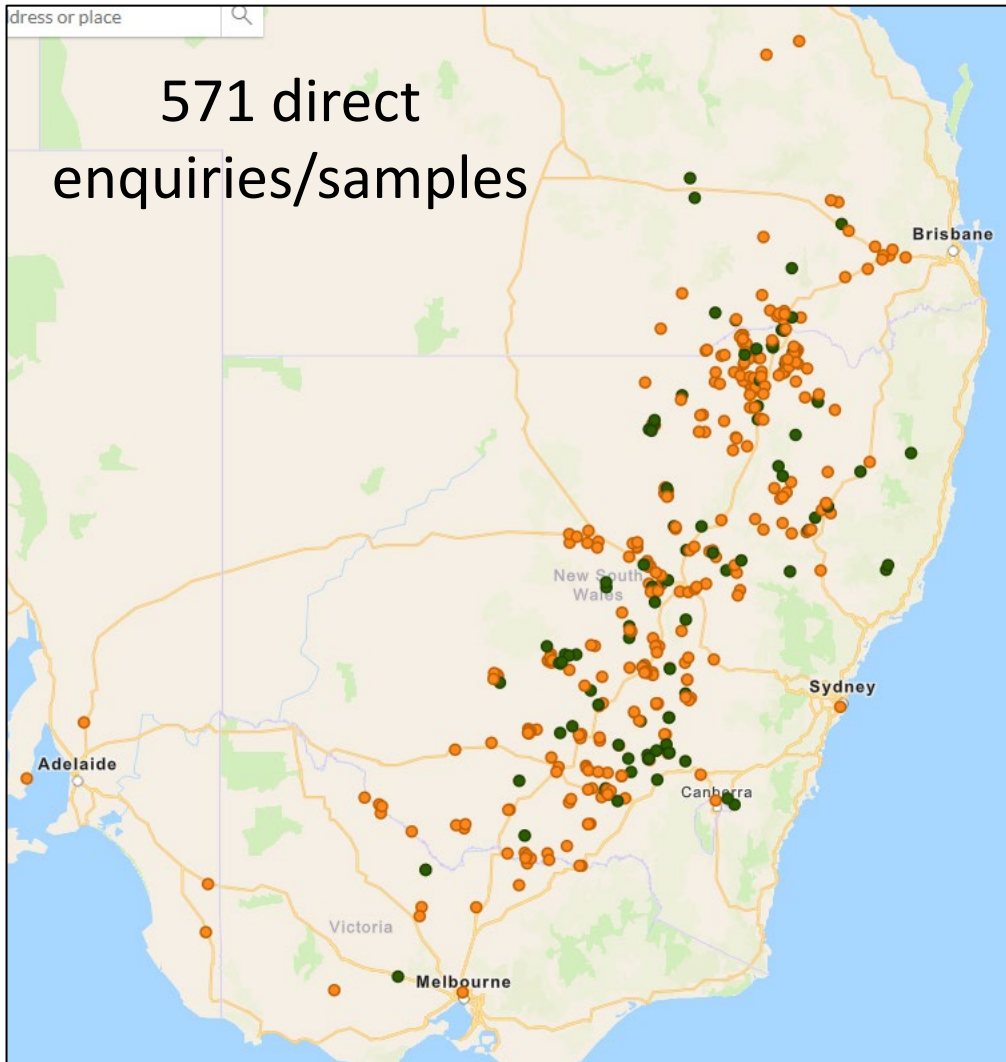 dress or place
571 direct
enquiries/samples
Brisbane
New South
Wales
Sydney
Adelaide
Canberra
Victoria
Melbourne